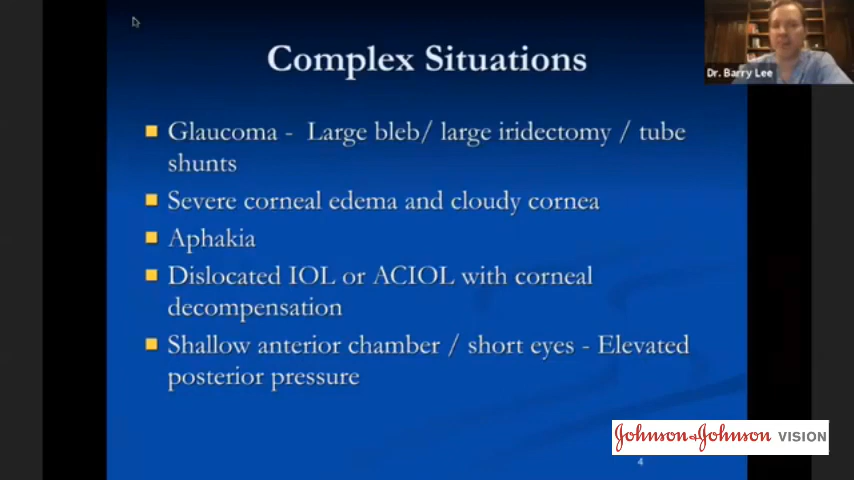 Complex Situations
Dr. Barry Lee
Glaucoma - Large bleb/ large iridectomy / tube
shunts
Severe corneal edema and cloudy cornea
Aphakia
Dislocated IOL or ACIOL with corneal
decompensation
Shallow anterior chamber / short eyes - Elevated
posterior pressure
Johnson & Johnson VISION
4